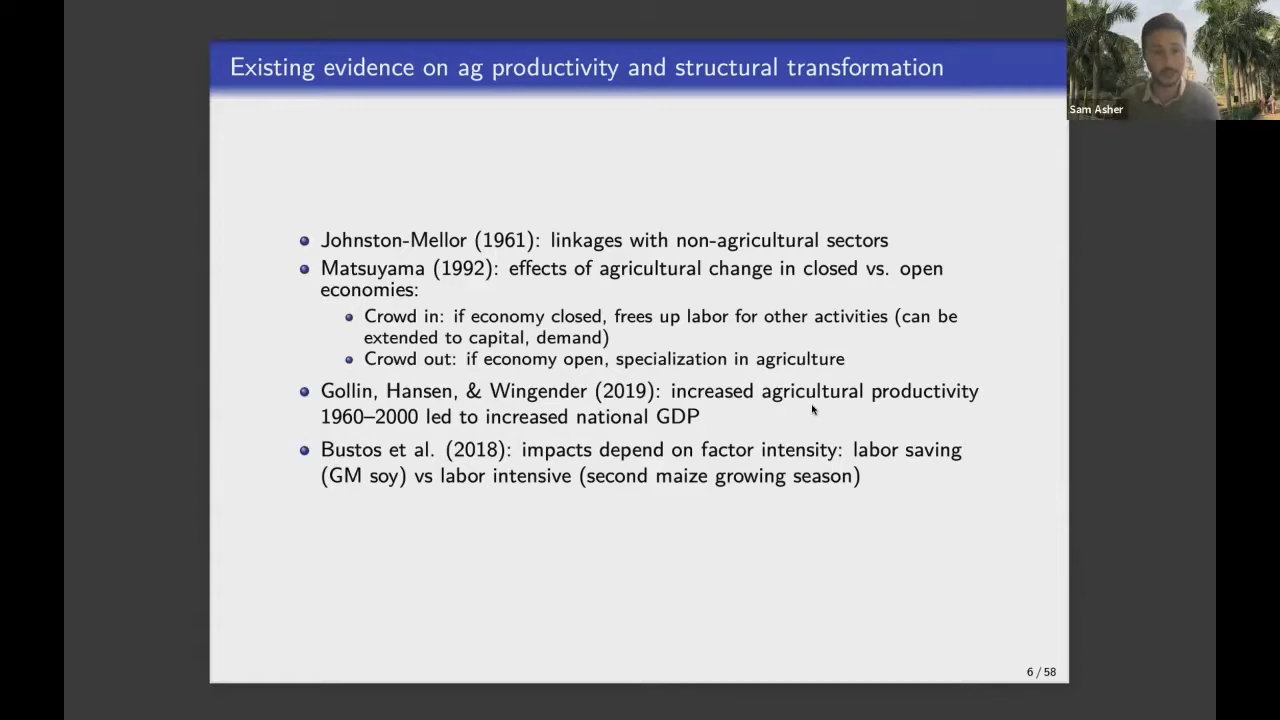 Existing evidence on ag productivity and structural transformation
Sam Asher
Johnston-Mellor (1961): linkages with non-agricultural sectors
Matsuyama (1992): effects of agricultural change in closed vs. open
economies:
Crowd in: if economy closed, frees up labor for other activities (can be
extended to capital, demand)
Crowd out: if economy open, specialization in agriculture
Gollin, Hansen, & Wingender (2019): increased agricultural productivity
1960–2000 led to increased national GDP
Bustos et al. (2018): impacts depend on factor intensity: labor saving
(GM soy) vs labor intensive (second maize growing season)
6 / 58